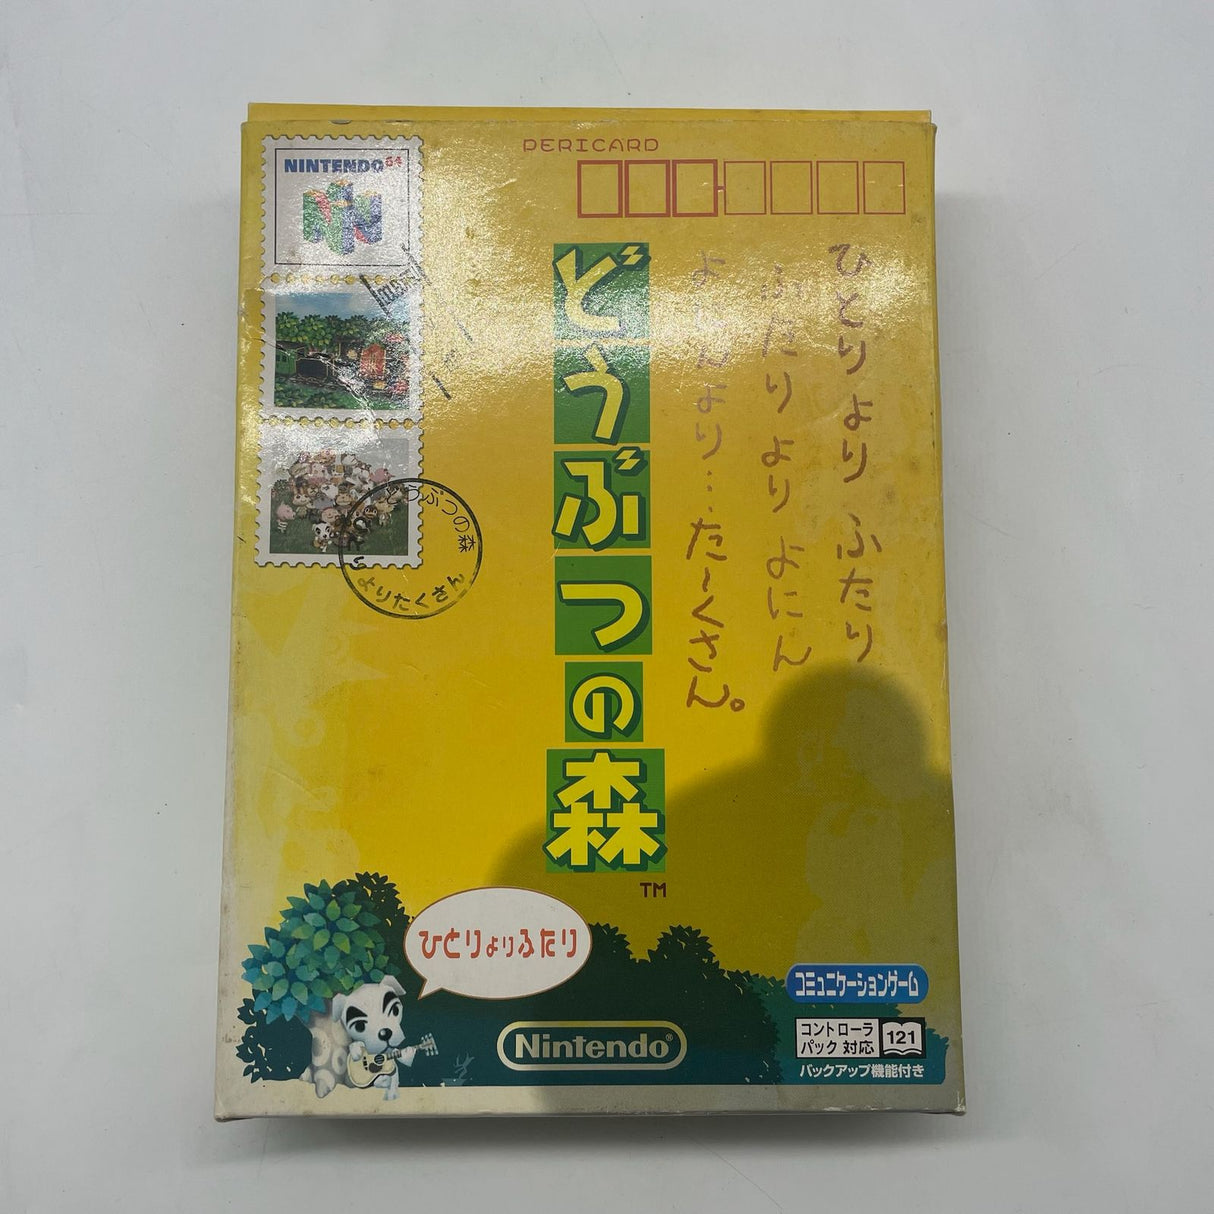 PERICARD
NINTENDO64
どうぶつの森
TM
ひとりより ふたり
ふたり より よにん
よにんより…た〜くさん。
どうぶつの森
よりたくさん
ひとりよりふたり
Nintendo®
コミュニケーションゲーム
コントローラ
パック 対応
121
バックアップ機能付き